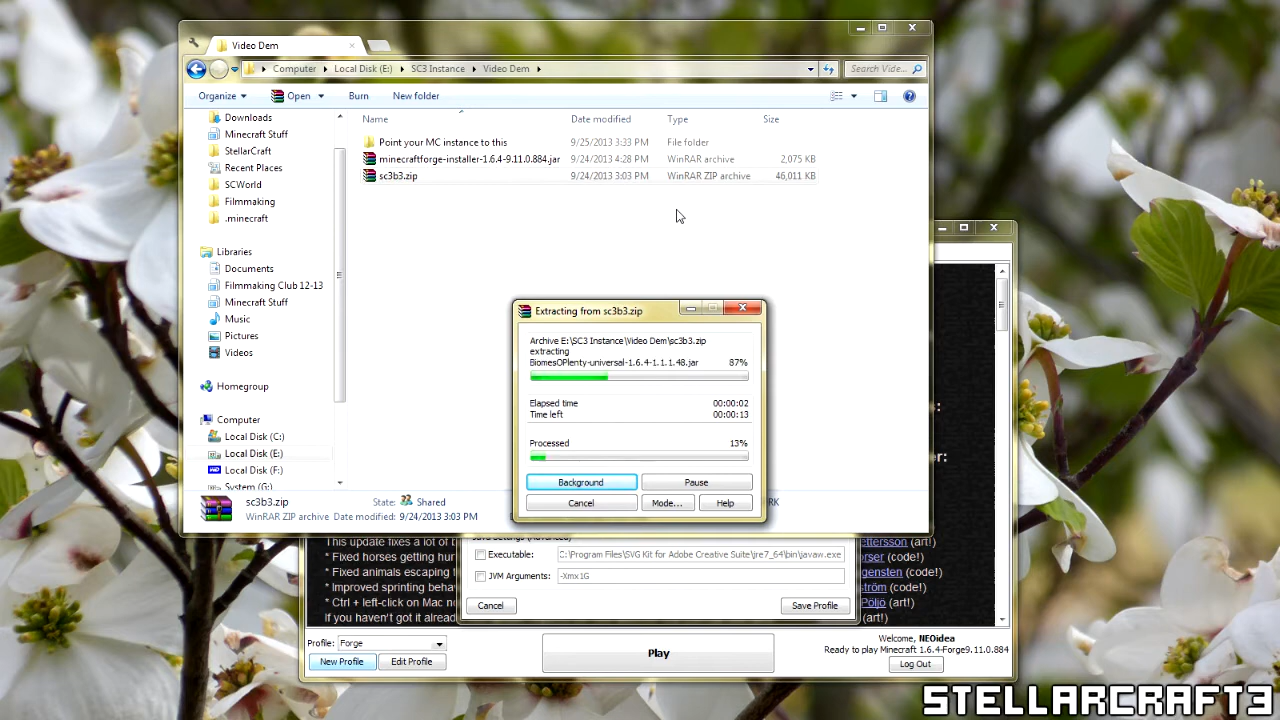 Video Dem
Computer
Local Disk (E:)
SC3 Instance
Video Dem
Search Vide...
Organize
Open
Burn
New folder
Name
Date modified
Type
Size
Downloads
Minecraft Stuff
StellarCraft
Recent Places
SCWorld
Filmmaking
.minecraft
Libraries
Documents
Filmmaking Club 12-13
Minecraft Stuff
Music
Pictures
Videos
Homegroup
Computer
Local Disk (C:)
Local Disk (E:)
Local Disk (F:)
System (G:)
Point your MC instance to this 9/25/2013 3:33 PM File folder
minecraftforge-installer-1.6.4-9.11.0.884.jar 9/24/2013 4:28 PM WinRAR archive 2,075 KB
sc3b3.zip 9/24/2013 3:03 PM WinRAR ZIP archive 46,011 KB
Extracting from sc3b3.zip
Archive E:\SC3 Instance\Video Dem\sc3b3.zip
extracting
BiomesOPlenty-universal-1.6.4-1.1.1.48.jar 87%
Elapsed time 00:00:02
Time left 00:00:13
Processed 13%
Background
Pause
Cancel
Mode...
Help
sc3b3.zip State: Shared
WinRAR ZIP archive Date modified: 9/24/2013 3:03 PM
RK
This update fixes a lot of
* Fixed horses getting hur
* Fixed animals escaping
* Improved sprinting beha
* Ctrl + left-click on Mac n
If you haven't got it alread
Executable: C:\Program Files\SVG Kit for Adobe Creative Suite\jre7_64\bin\javaw.exe
JVM Arguments: -Xmx1G
Cancel
Save Profile
ettersson (art!)
rser (code!)
gensten (code!)
ström (code!)
Pöljö (art!)
(art!)
Profile: Forge
New Profile
Edit Profile
Play
Welcome, NEOidea
Ready to play Minecraft 1.6.4-Forge9.11.0.884
Log Out
STELLARCRAFT3